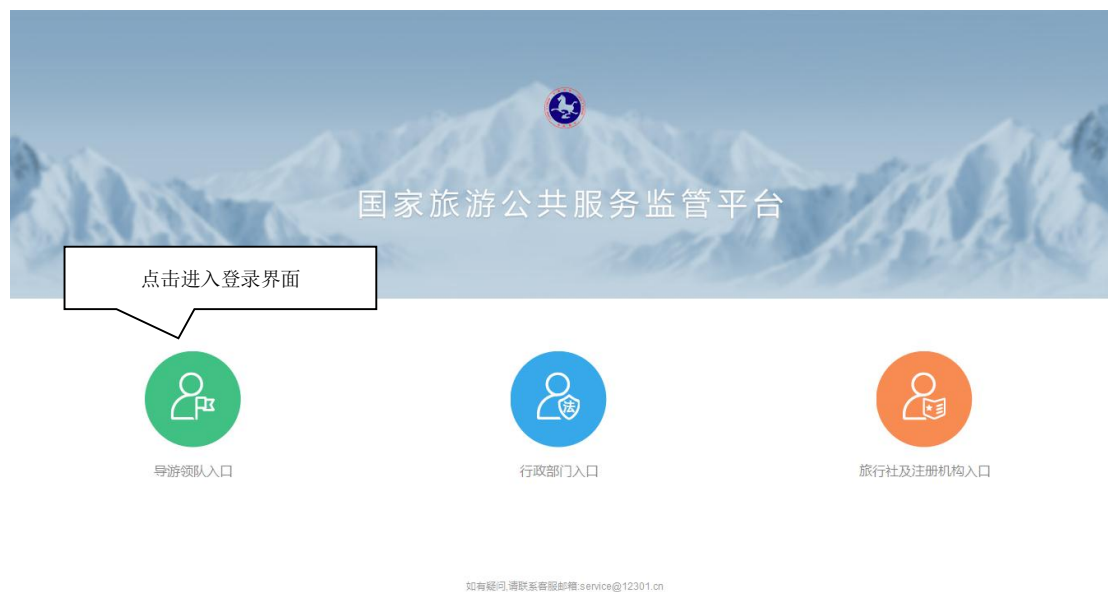 国家旅游公共服务监管平台
点击进入登录界面
导游领队入口
行政部门入口
法
旅行社及注册机构入口
如有疑问,请联系客服邮箱:service@12301.cn